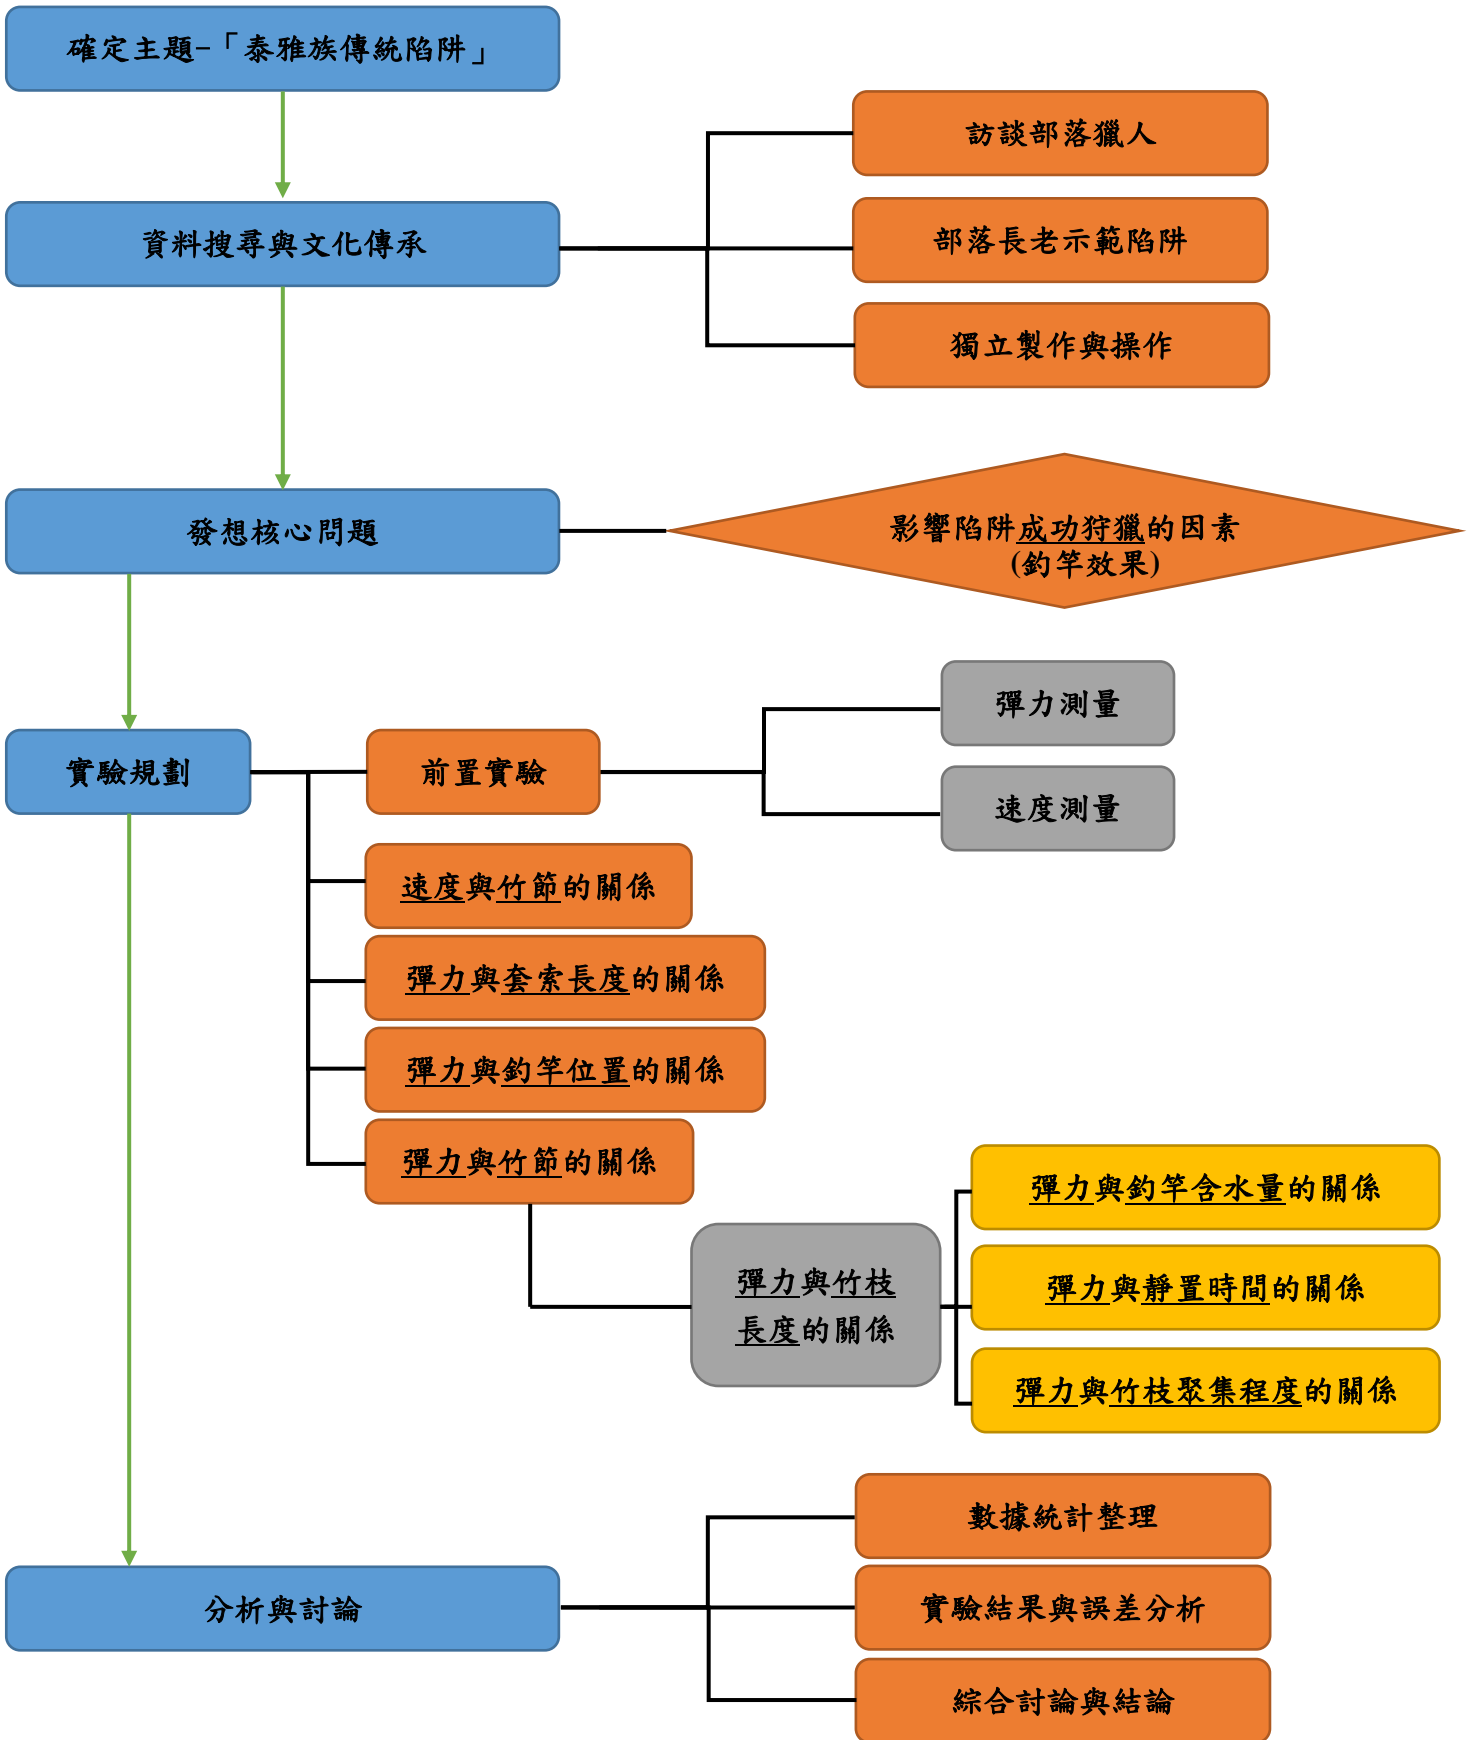 確定主題-「泰雅族傳統陷阱」
訪談部落獵人
資料搜尋與文化傳承
部落長老示範陷阱
獨立製作與操作
發想核心問題
影響陷阱成功狩獵的因素
(釣竿效果)
彈力測量
實驗規劃
前置實驗
速度測量
速度與竹節的關係
彈力與套索長度的關係
彈力與釣竿位置的關係
彈力與竹節的關係
彈力與釣竿含水量的關係
彈力與竹枝
長度的關係
彈力與靜置時間的關係
彈力與竹枝聚集程度的關係
數據統計整理
分析與討論
實驗結果與誤差分析
綜合討論與結論